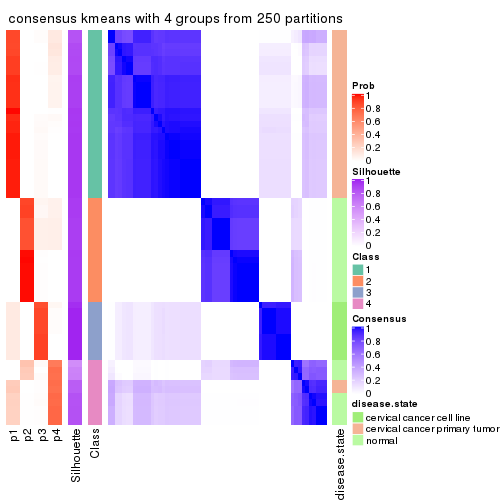 consensus kmeans with 4 groups from 250 partitions
Prob
1
0.8
0.6
0.4
0.2
0
Silhouette
1
0.8
0.6
0.4
0.2
0
Class
1
2
3
4
Consensus
1
0.8
0.6
0.4
0.2
0
disease.state
cervical cancer cell line
cervical cancer primary tumor
normal
p1
p2
p3
p4
Silhouette
Class
disease.state